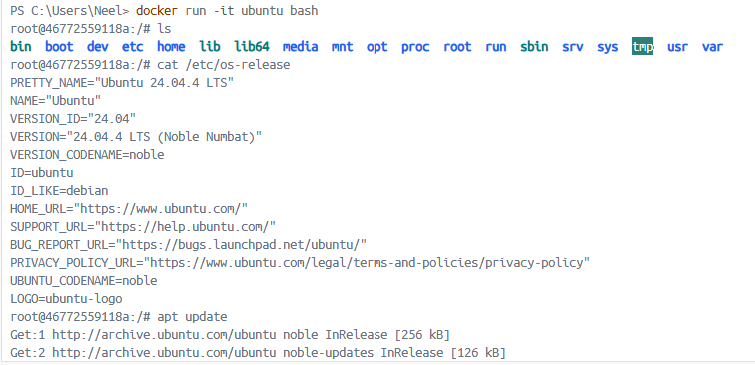 PS C:\Users\Neel> docker run -it ubuntu bash
root@46772559118a:/# ls
bin boot dev etc home lib lib64 media mnt opt proc root run sbin srv sys tmp usr var
root@46772559118a:/# cat /etc/os-release
PRETTY_NAME="Ubuntu 24.04.4 LTS"
NAME="Ubuntu"
VERSION_ID="24.04"
VERSION="24.04.4 LTS (Noble Numbat)"
VERSION_CODENAME=noble
ID=ubuntu
ID_LIKE=debian
HOME_URL="https://www.ubuntu.com/"
SUPPORT_URL="https://help.ubuntu.com/"
BUG_REPORT_URL="https://bugs.launchpad.net/ubuntu/"
PRIVACY_POLICY_URL="https://www.ubuntu.com/legal/terms-and-policies/privacy-policy"
UBUNTU_CODENAME=noble
LOGO=ubuntu-logo
root@46772559118a:/# apt update
Get:1 http://archive.ubuntu.com/ubuntu noble InRelease [256 kB]
Get:2 http://archive.ubuntu.com/ubuntu noble-updates InRelease [126 kB]